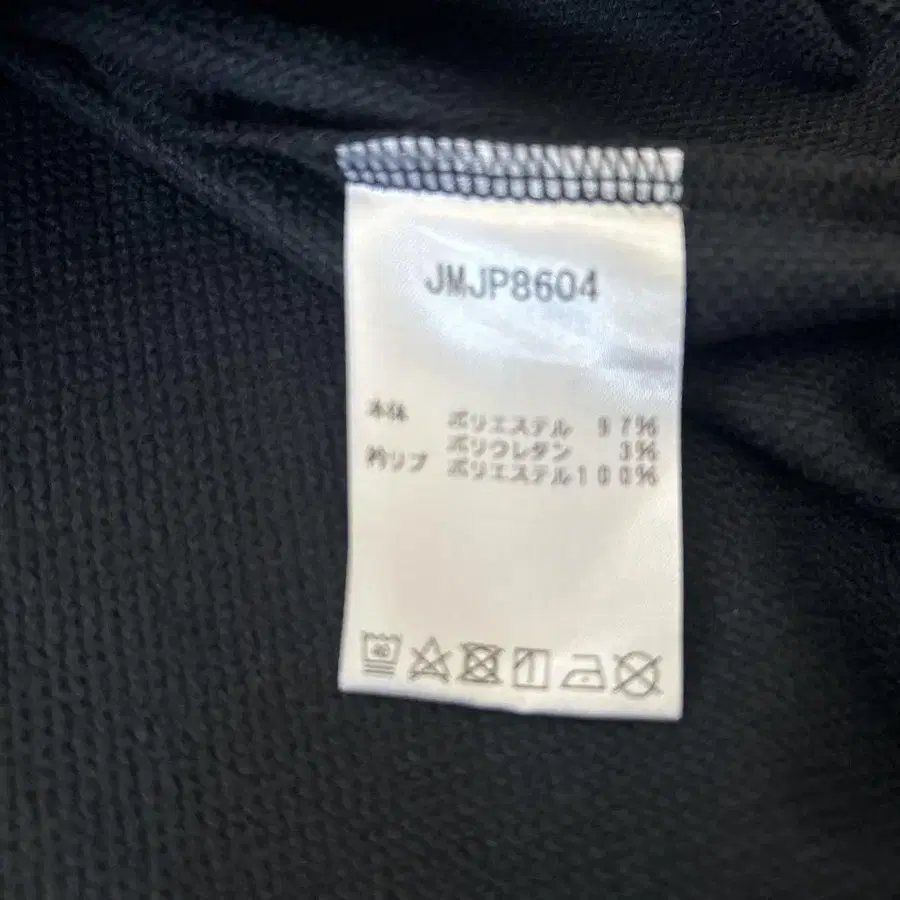 JMJP8604
本体 ポリエステル 97%
ポリウレタン 3%
衿リブ ポリエステル100%
40